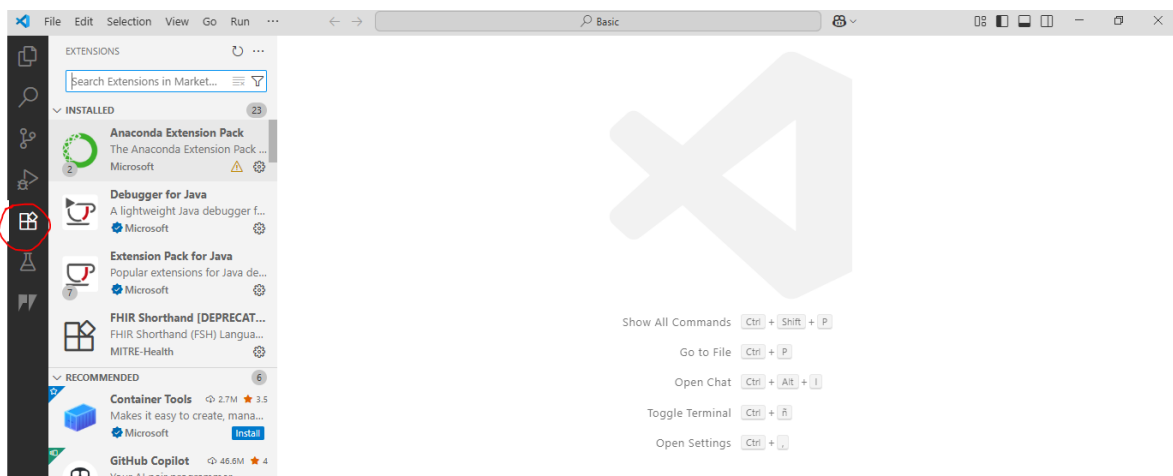 File Edit Selection View Go Run ...
Basic
EXTENSIONS
Search Extensions in Market...
INSTALLED 23
Anaconda Extension Pack
The Anaconda Extension Pack ...
2 Microsoft
Debugger for Java
A lightweight Java debugger f...
Microsoft
Extension Pack for Java
Popular extensions for Java de...
7 Microsoft
FHIR Shorthand [DEPRECAT...
FHIR Shorthand (FSH) Langua...
MITRE-Health
RECOMMENDED 6
Container Tools 2.7M 3.5
Makes it easy to create, mana...
Microsoft Install
GitHub Copilot 46.6M 4
Your AI pair programmer
Show All Commands Ctrl + Shift + P
Go to File Ctrl + P
Open Chat Ctrl + Alt + I
Toggle Terminal Ctrl + ñ
Open Settings Ctrl + ,